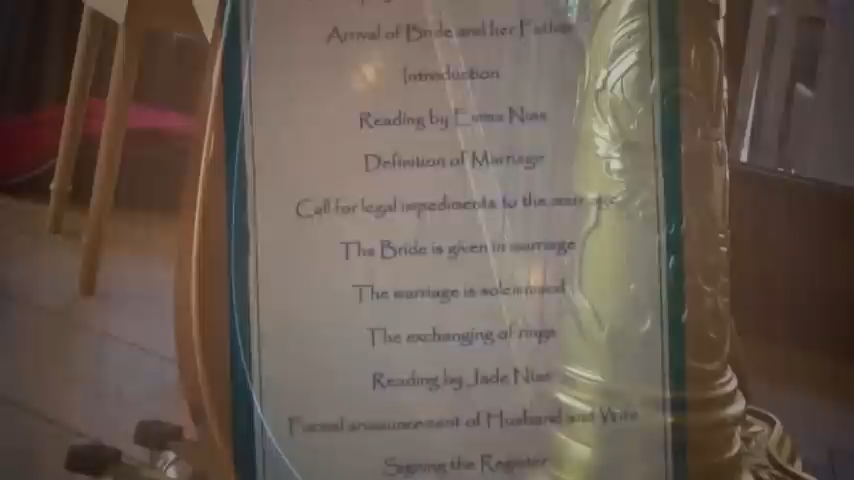 Arrival of Bride and her Father
Introduction
Reading by Emma Nias
Definition of Marriage
Call for legal impediments to the marriage
The Bride is given in marriage
The marriage is solemnised
The exchanging of rings
Reading by Jade Nias
Formal announcement of Husband and Wife
Signing the Register